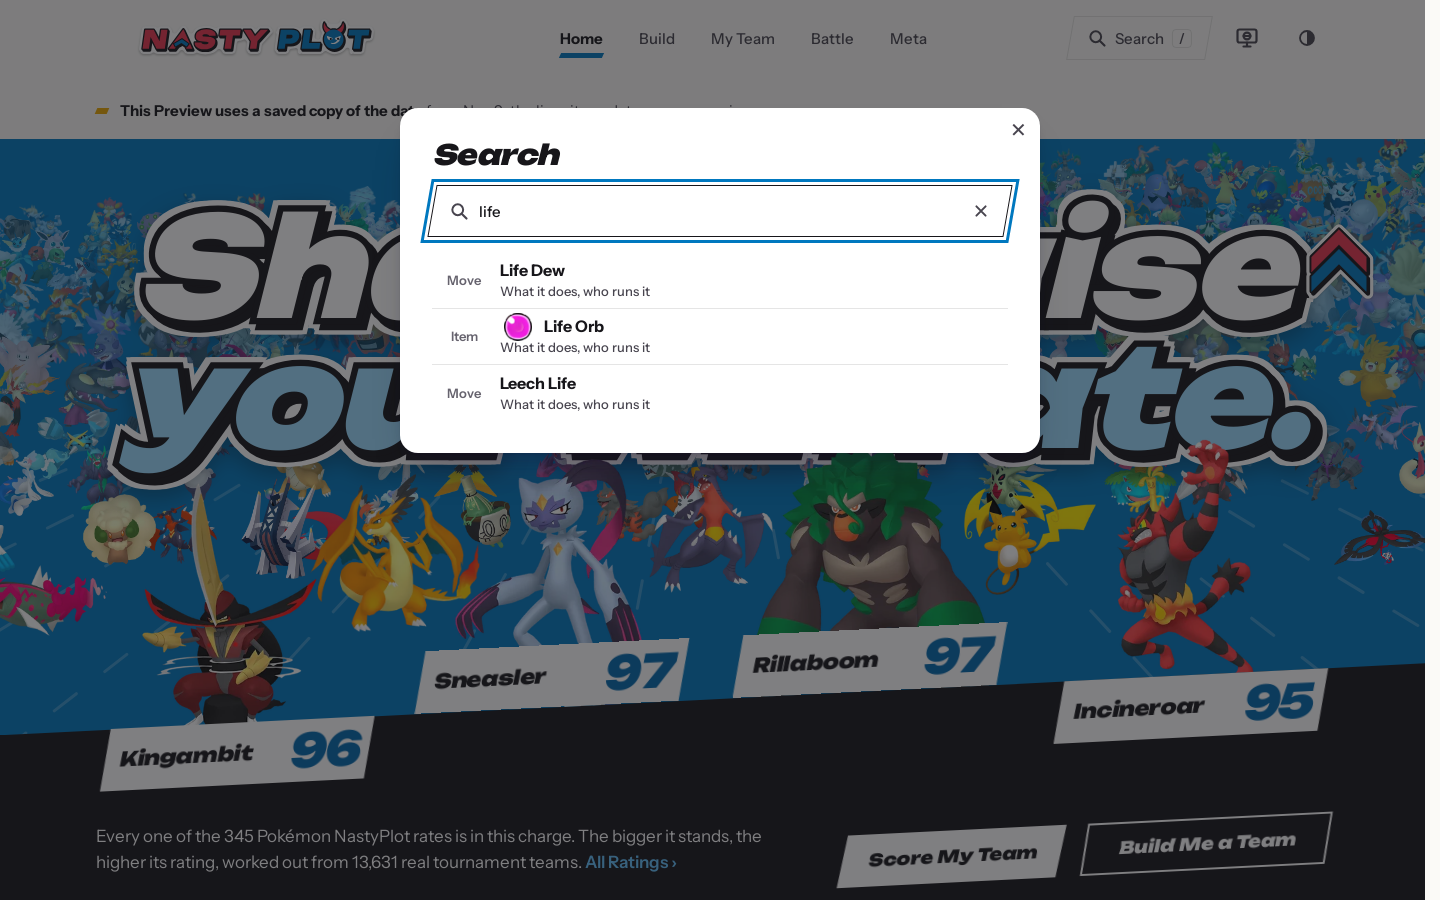 NASTY PLOT
Home
Build
My Team
Battle
Meta
Search /
This Preview uses a saved copy of the dat
Search
life
Move
Life Dew
What it does, who runs it
Item
Life Orb
What it does, who runs it
Move
Leech Life
What it does, who runs it
Kingambit 96
Sneasler 97
Rillaboom 97
Incineroar 95
Every one of the 345 Pokémon NastyPlot rates is in this charge. The bigger it stands, the
higher its rating, worked out from 13,631 real tournament teams. All Ratings ›
Score My Team
Build Me a Team